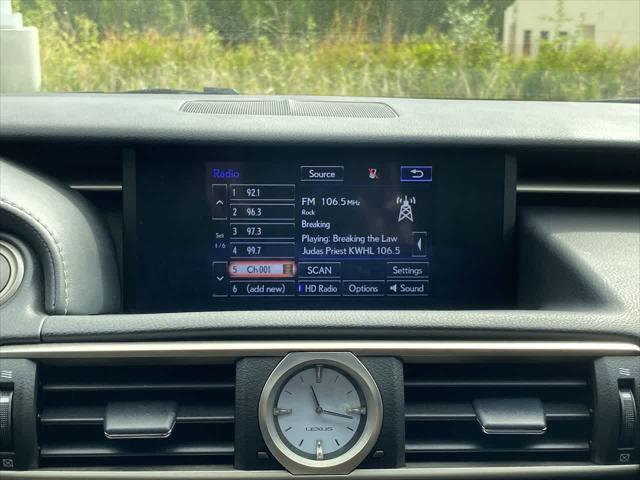 Radio Source
1 92.1
2 96.3
3 97.3
4 99.7
5 Ch 001
6 (add new)
Set
1/6
FM 106.5MHz
Rock
Breaking
Playing: Breaking the Law
Judas Priest KWHL 106.5
SCAN Settings
HD Radio Options Sound
LEXUS